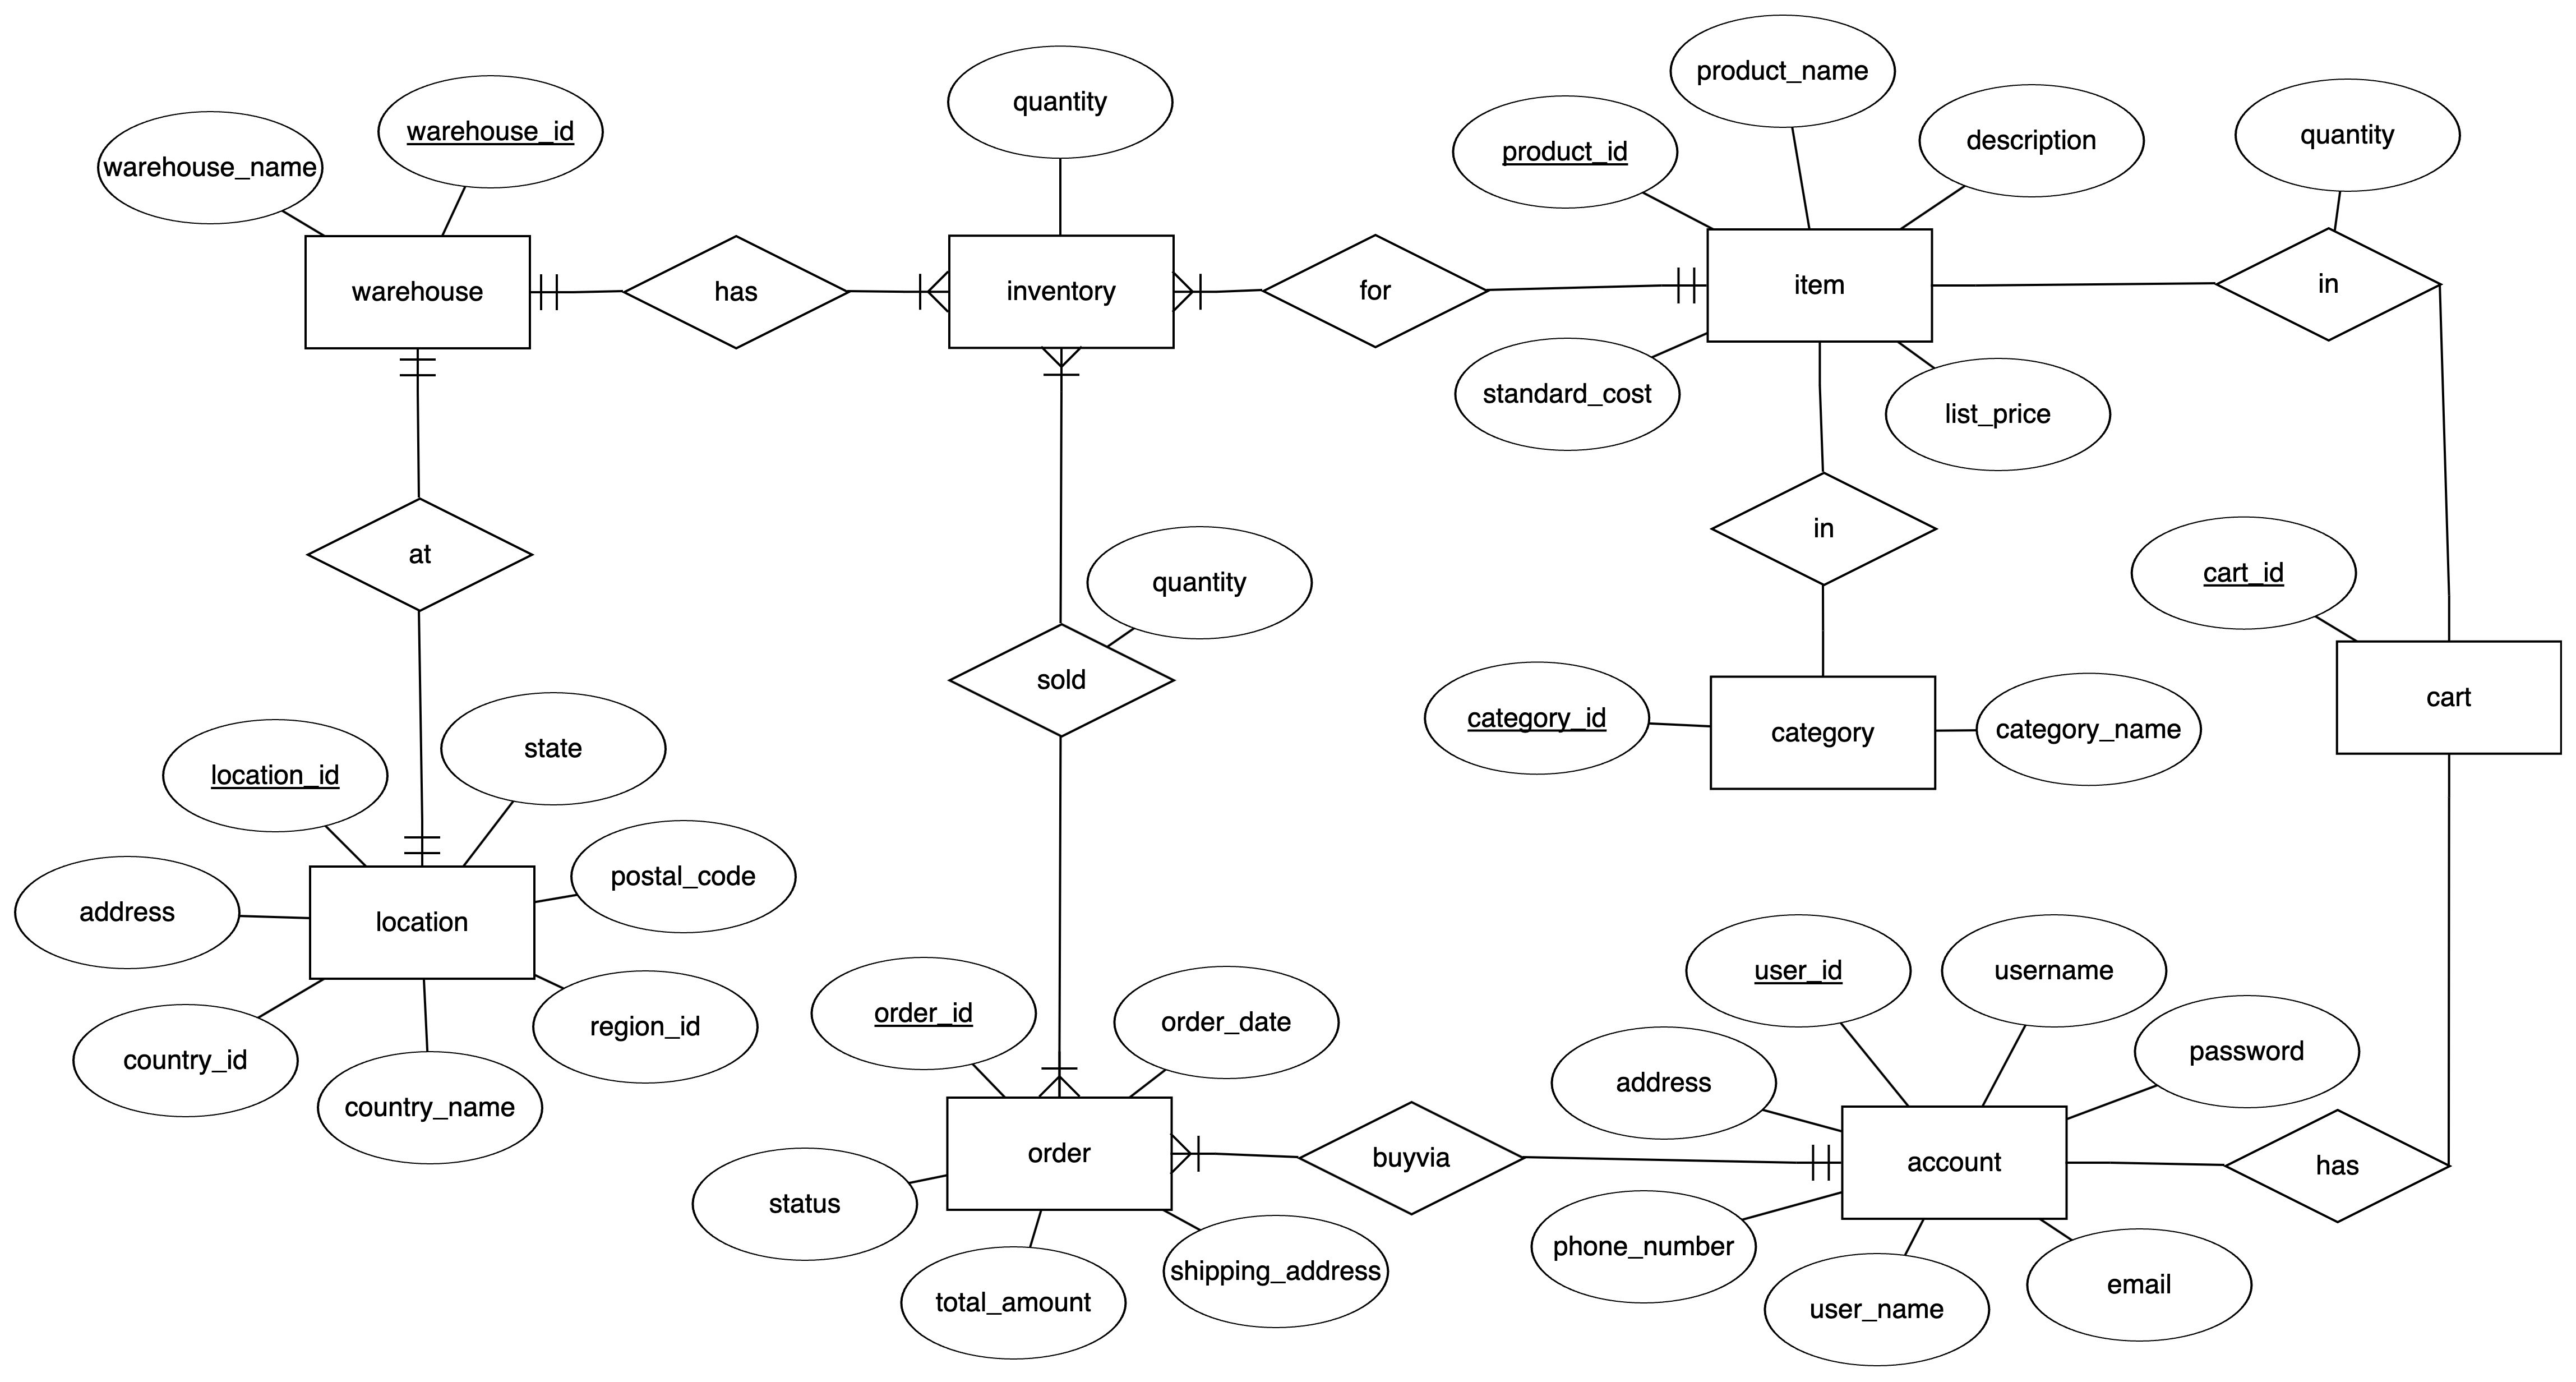 product_name
quantity
warehouse_id
quantity
description
product_id
warehouse_name
warehouse
has
inventory
for
item
in
standard_cost
list_price
in
at
quantity
cart_id
sold
cart
category_id
category
category_name
state
location_id
postal_code
address
location
user_id
username
order_id
order_date
region_id
password
country_id
address
country_name
order
buyvia
account
has
status
phone_number
shipping_address
email
total_amount
user_name